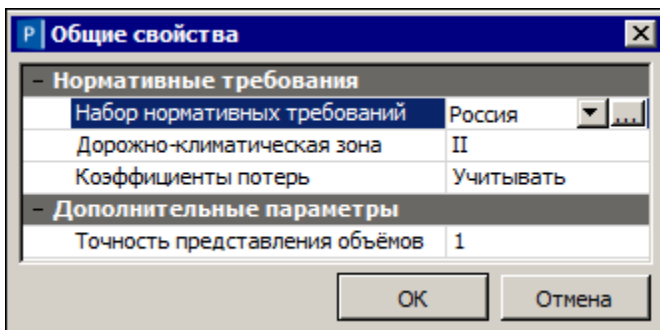 P Общие свойства
Нормативные требования
Набор нормативных требований Россия ...
Дорожно-климатическая зона II
Коэффициенты потерь Учитывать
Дополнительные параметры
Точность представления объёмов 1
OK Отмена